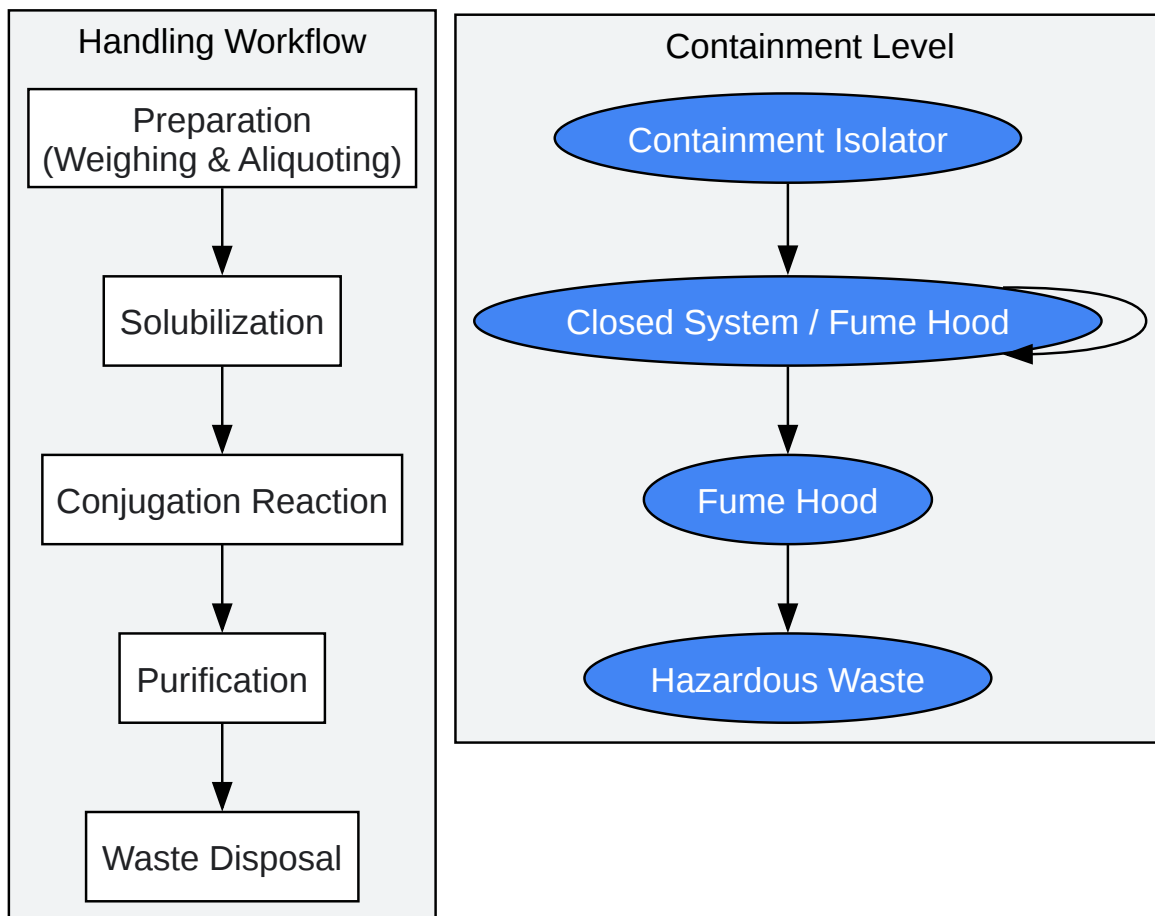 Handling Workflow
Preparation
(Weighing & Aliquoting)
Solubilization
Conjugation Reaction
Purification
Waste Disposal
Containment Level
Containment Isolator
Closed System / Fume Hood
Fume Hood
Hazardous Waste